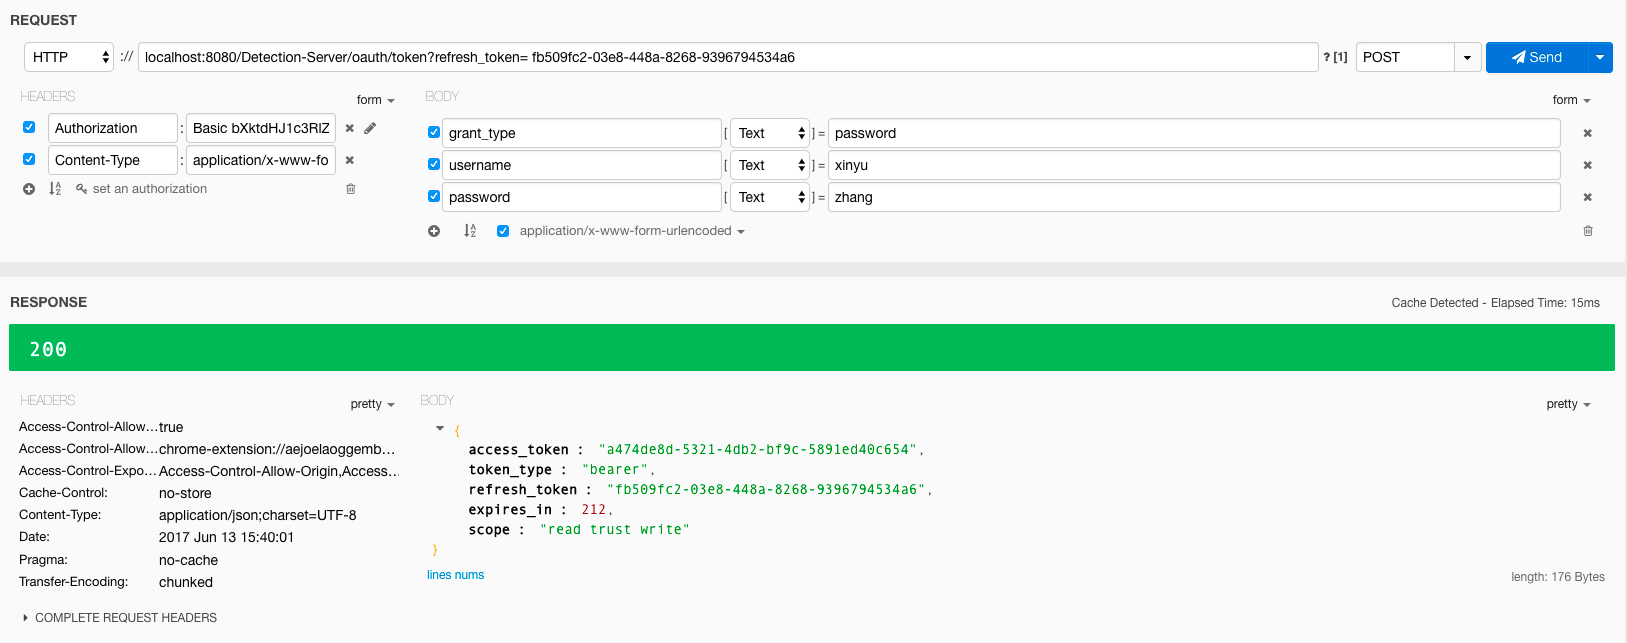 REQUEST
HTTP :// localhost:8080/Detection-Server/oauth/token?refresh_token= fb509fc2-03e8-448a-8268-9396794534a6 ? [1] POST Send
HEADERS form
Authorization : Basic bXktdHJ1c3RlZ
Content-Type : application/x-www-fo
set an authorization
BODY form
grant_type [ Text ] = password
username [ Text ] = xinyu
password [ Text ] = zhang
application/x-www-form-urlencoded
RESPONSE
Cache Detected - Elapsed Time: 15ms
200
HEADERS pretty
Access-Control-Allow... true
Access-Control-Allow... chrome-extension://aejoelaoggemb...
Access-Control-Expo... Access-Control-Allow-Origin,Access...
Cache-Control: no-store
Content-Type: application/json;charset=UTF-8
Date: 2017 Jun 13 15:40:01
Pragma: no-cache
Transfer-Encoding: chunked
COMPLETE REQUEST HEADERS
BODY pretty
{
access_token : "a474de8d-5321-4db2-bf9c-5891ed40c654",
token_type : "bearer",
refresh_token : "fb509fc2-03e8-448a-8268-9396794534a6",
expires_in : 212,
scope : "read trust write"
}
lines nums
length: 176 Bytes